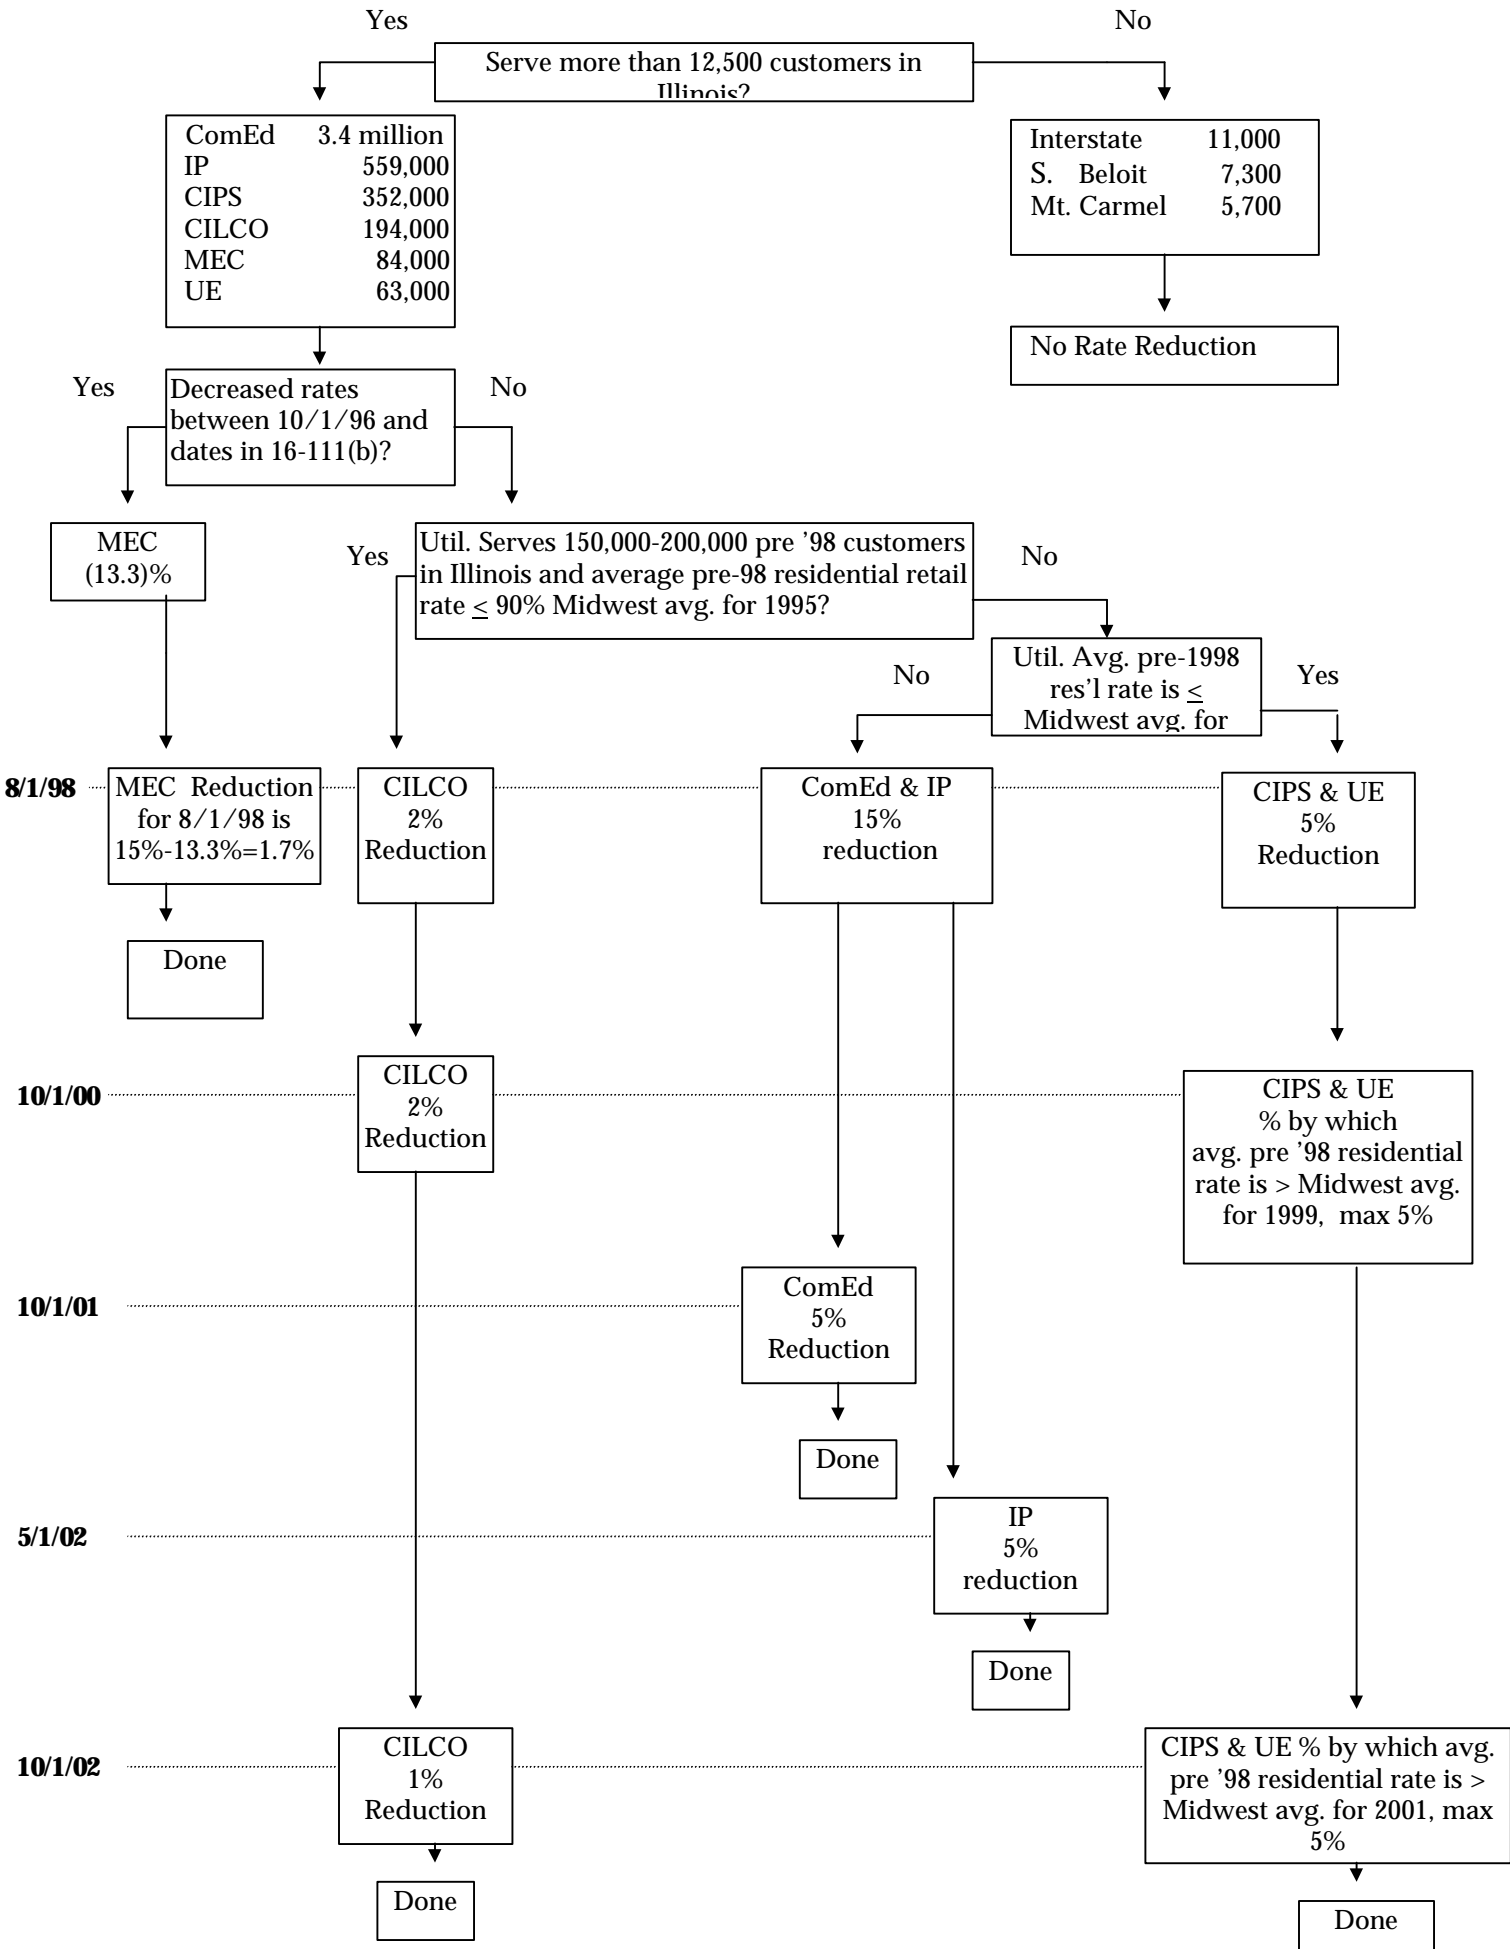 Yes
No
Serve more than 12,500 customers in
Illinois?
ComEd 3.4 million
IP 559,000
CIPS 352,000
CILCO 194,000
MEC 84,000
UE 63,000
Interstate 11,000
S. Beloit 7,300
Mt. Carmel 5,700
No Rate Reduction
Yes
Decreased rates
between 10/1/96 and
dates in 16-111(b)?
No
MEC
(13.3)%
Yes
Util. Serves 150,000-200,000 pre ’98 customers
in Illinois and average pre-98 residential retail
rate ≤ 90% Midwest avg. for 1995?
No
No
Util. Avg. pre-1998
res’l rate is ≤
Midwest avg. for
Yes
8/1/98
MEC Reduction
for 8/1/98 is
15%-13.3%=1.7%
CILCO
2%
Reduction
ComEd & IP
15%
reduction
CIPS & UE
5%
Reduction
Done
10/1/00
CILCO
2%
Reduction
CIPS & UE
% by which
avg. pre ’98 residential
rate is > Midwest avg.
for 1999, max 5%
10/1/01
ComEd
5%
Reduction
Done
5/1/02
IP
5%
reduction
Done
10/1/02
CILCO
1%
Reduction
CIPS & UE % by which avg.
pre ’98 residential rate is >
Midwest avg. for 2001, max
5%
Done
Done